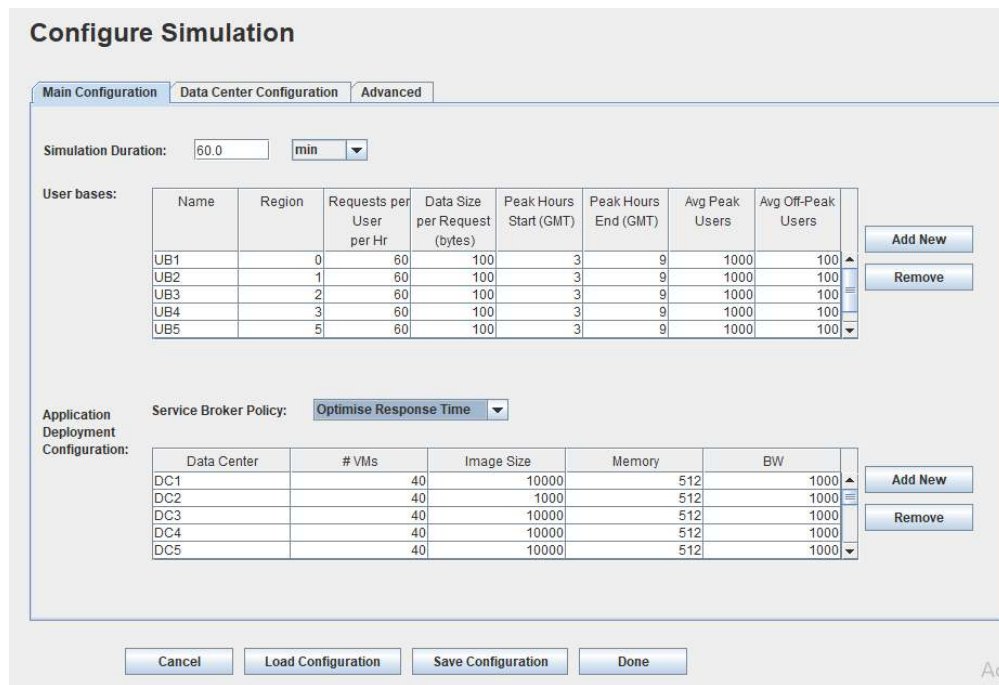 Configure Simulation
Main Configuration Data Center Configuration Advanced
Simulation Duration: 60.0 min
User bases:
Name Region Requests per User per Hr Data Size per Request (bytes) Peak Hours Start (GMT) Peak Hours End (GMT) Avg Peak Users Avg Off-Peak Users
UB1 0 60 100 3 9 1000 100
UB2 1 60 100 3 9 1000 100
UB3 2 60 100 3 9 1000 100
UB4 3 60 100 3 9 1000 100
UB5 5 60 100 3 9 1000 100
Add New
Remove
Application Deployment Configuration:
Service Broker Policy: Optimise Response Time
Data Center # VMs Image Size Memory BW
DC1 40 10000 512 1000
DC2 40 1000 512 1000
DC3 40 10000 512 1000
DC4 40 10000 512 1000
DC5 40 10000 512 1000
Add New
Remove
Cancel Load Configuration Save Configuration Done